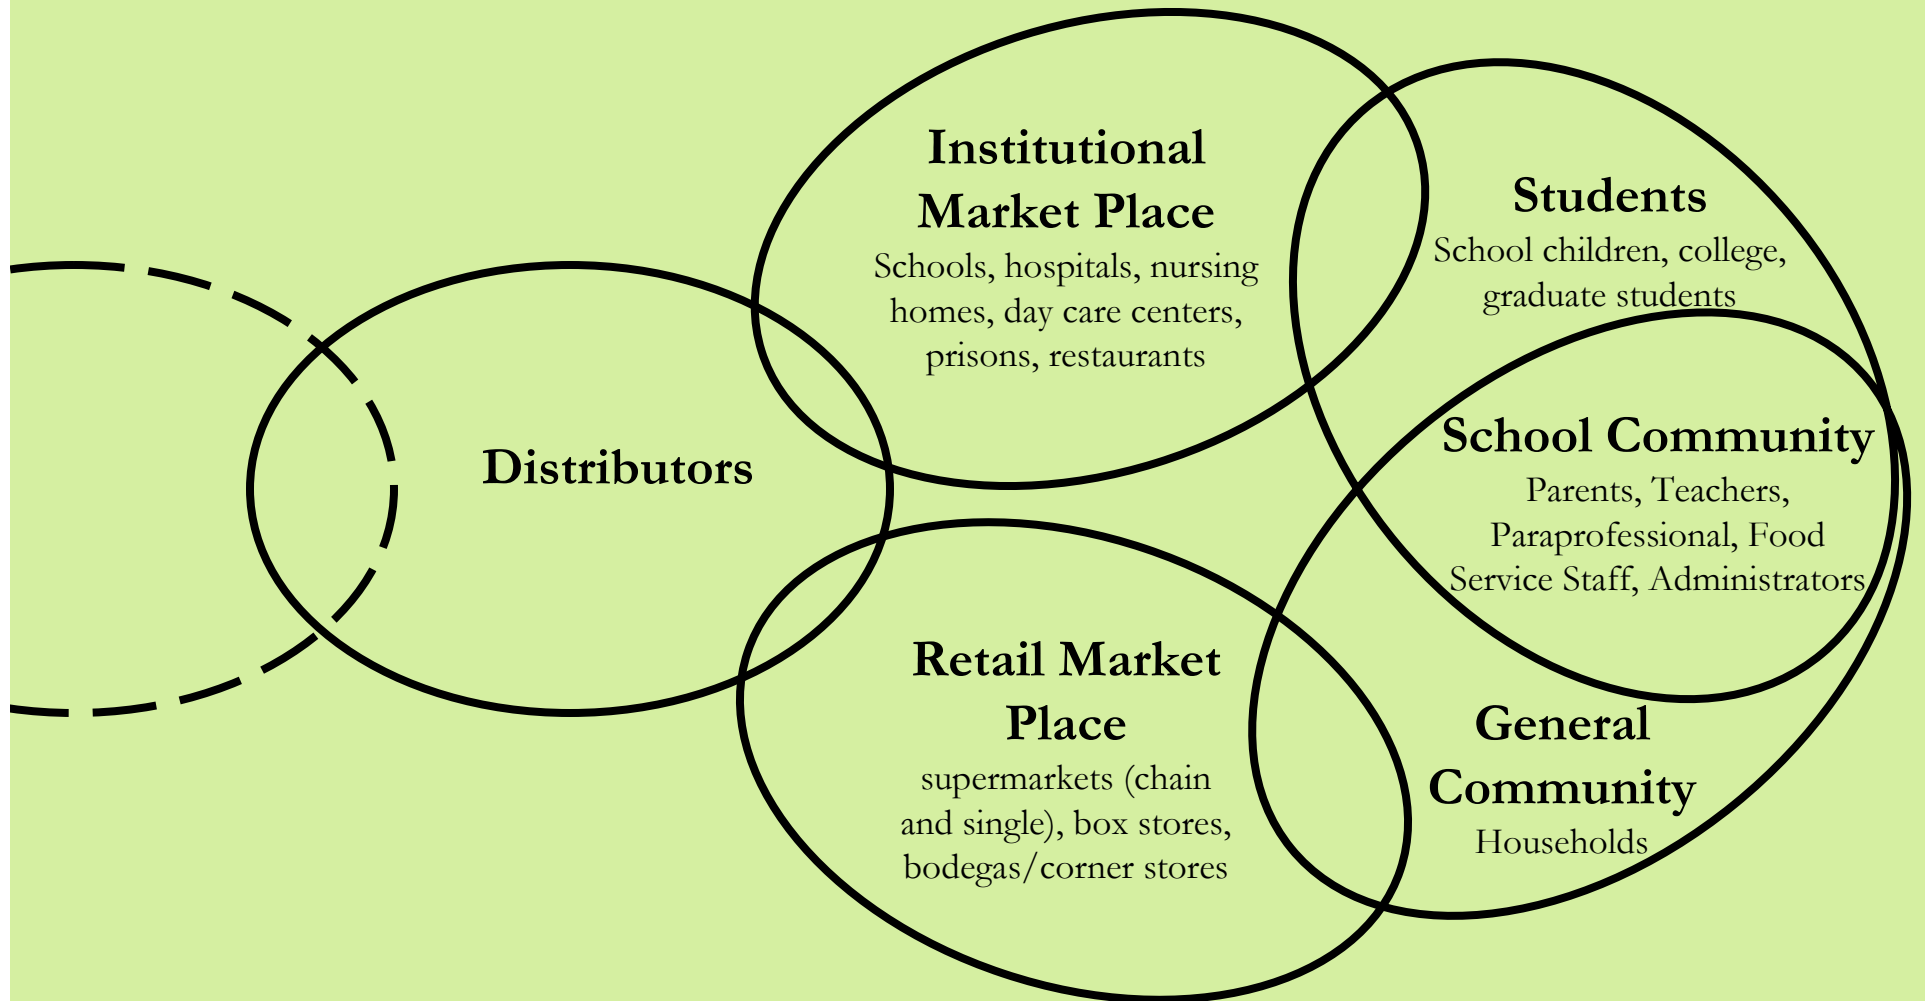 Distributors
Institutional
Market Place
Schools, hospitals, nursing
homes, day care centers,
prisons, restaurants
Retail Market
Place
supermarkets (chain
and single), box stores,
bodegas/corner stores
Students
School children, college,
graduate students
School Community
Parents, Teachers,
Paraprofessional, Food
Service Staff, Administrators
General
Community
Households